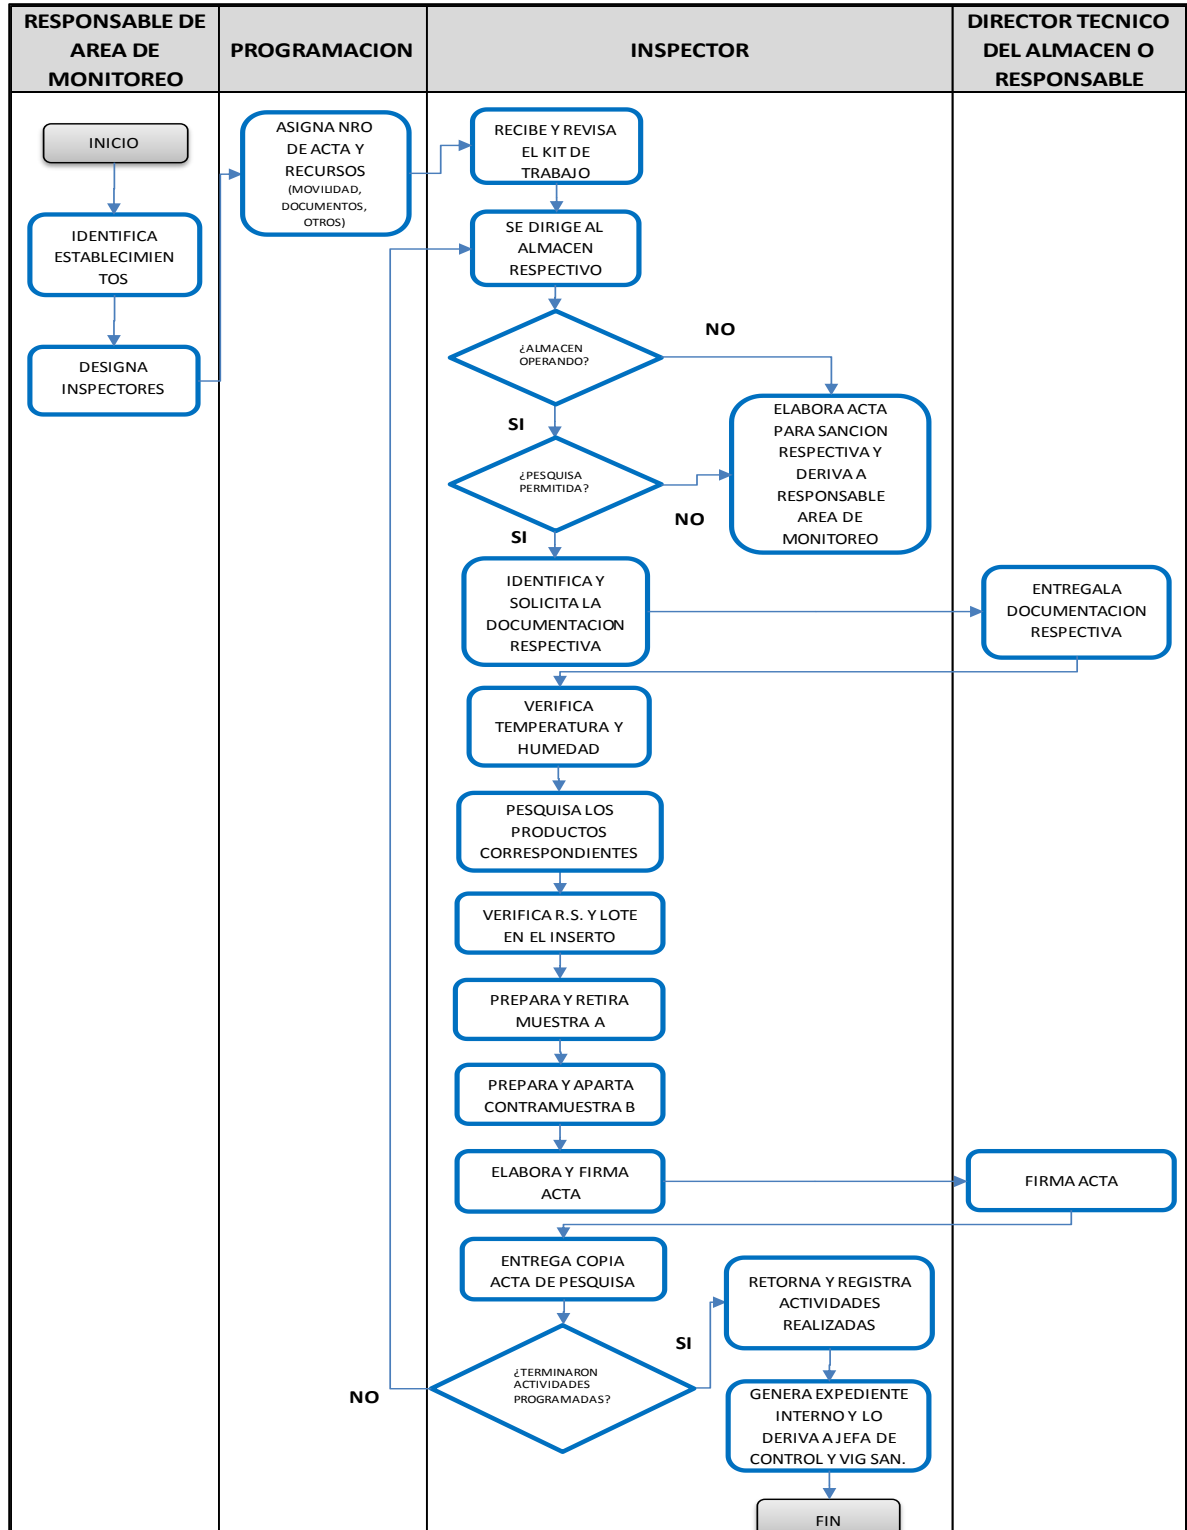 RESPONSABLE DE
AREA DE
MONITOREO
PROGRAMACION
INSPECTOR
DIRECTOR TECNICO
DEL ALMACEN O
RESPONSABLE
INICIO
IDENTIFICA
ESTABLECIMIEN
TOS
DESIGNA
INSPECTORES
ASIGNA NRO
DE ACTA Y
RECURSOS
(MOVILIDAD,
DOCUMENTOS,
OTROS)
RECIBE Y REVISA
EL KIT DE
TRABAJO
SE DIRIGE AL
ALMACEN
RESPECTIVO
¿ALMACEN
OPERANDO?
NO
SI
ELABORA ACTA
PARA SANCION
RESPECTIVA Y
DERIVA A
RESPONSABLE
AREA DE
MONITOREO
¿PESQUISA
PERMITIDA?
NO
SI
IDENTIFICA Y
SOLICITA LA
DOCUMENTACION
RESPECTIVA
ENTREGA LA
DOCUMENTACION
RESPECTIVA
VERIFICA
TEMPERATURA Y
HUMEDAD
PESQUISA LOS
PRODUCTOS
CORRESPONDIENTES
VERIFICA R.S. Y LOTE
EN EL INSERTO
PREPARA Y RETIRA
MUESTRA A
PREPARA Y APARTA
CONTRAMUESTRA B
ELABORA Y FIRMA
ACTA
FIRMA ACTA
ENTREGA COPIA
ACTA DE PESQUISA
¿TERMINARON
ACTIVIDADES
PROGRAMADAS?
NO
SI
RETORNA Y REGISTRA
ACTIVIDADES
REALIZADAS
GENERA EXPEDIENTE
INTERNO Y LO
DERIVA A JEFA DE
CONTROL Y VIG SAN.
FIN